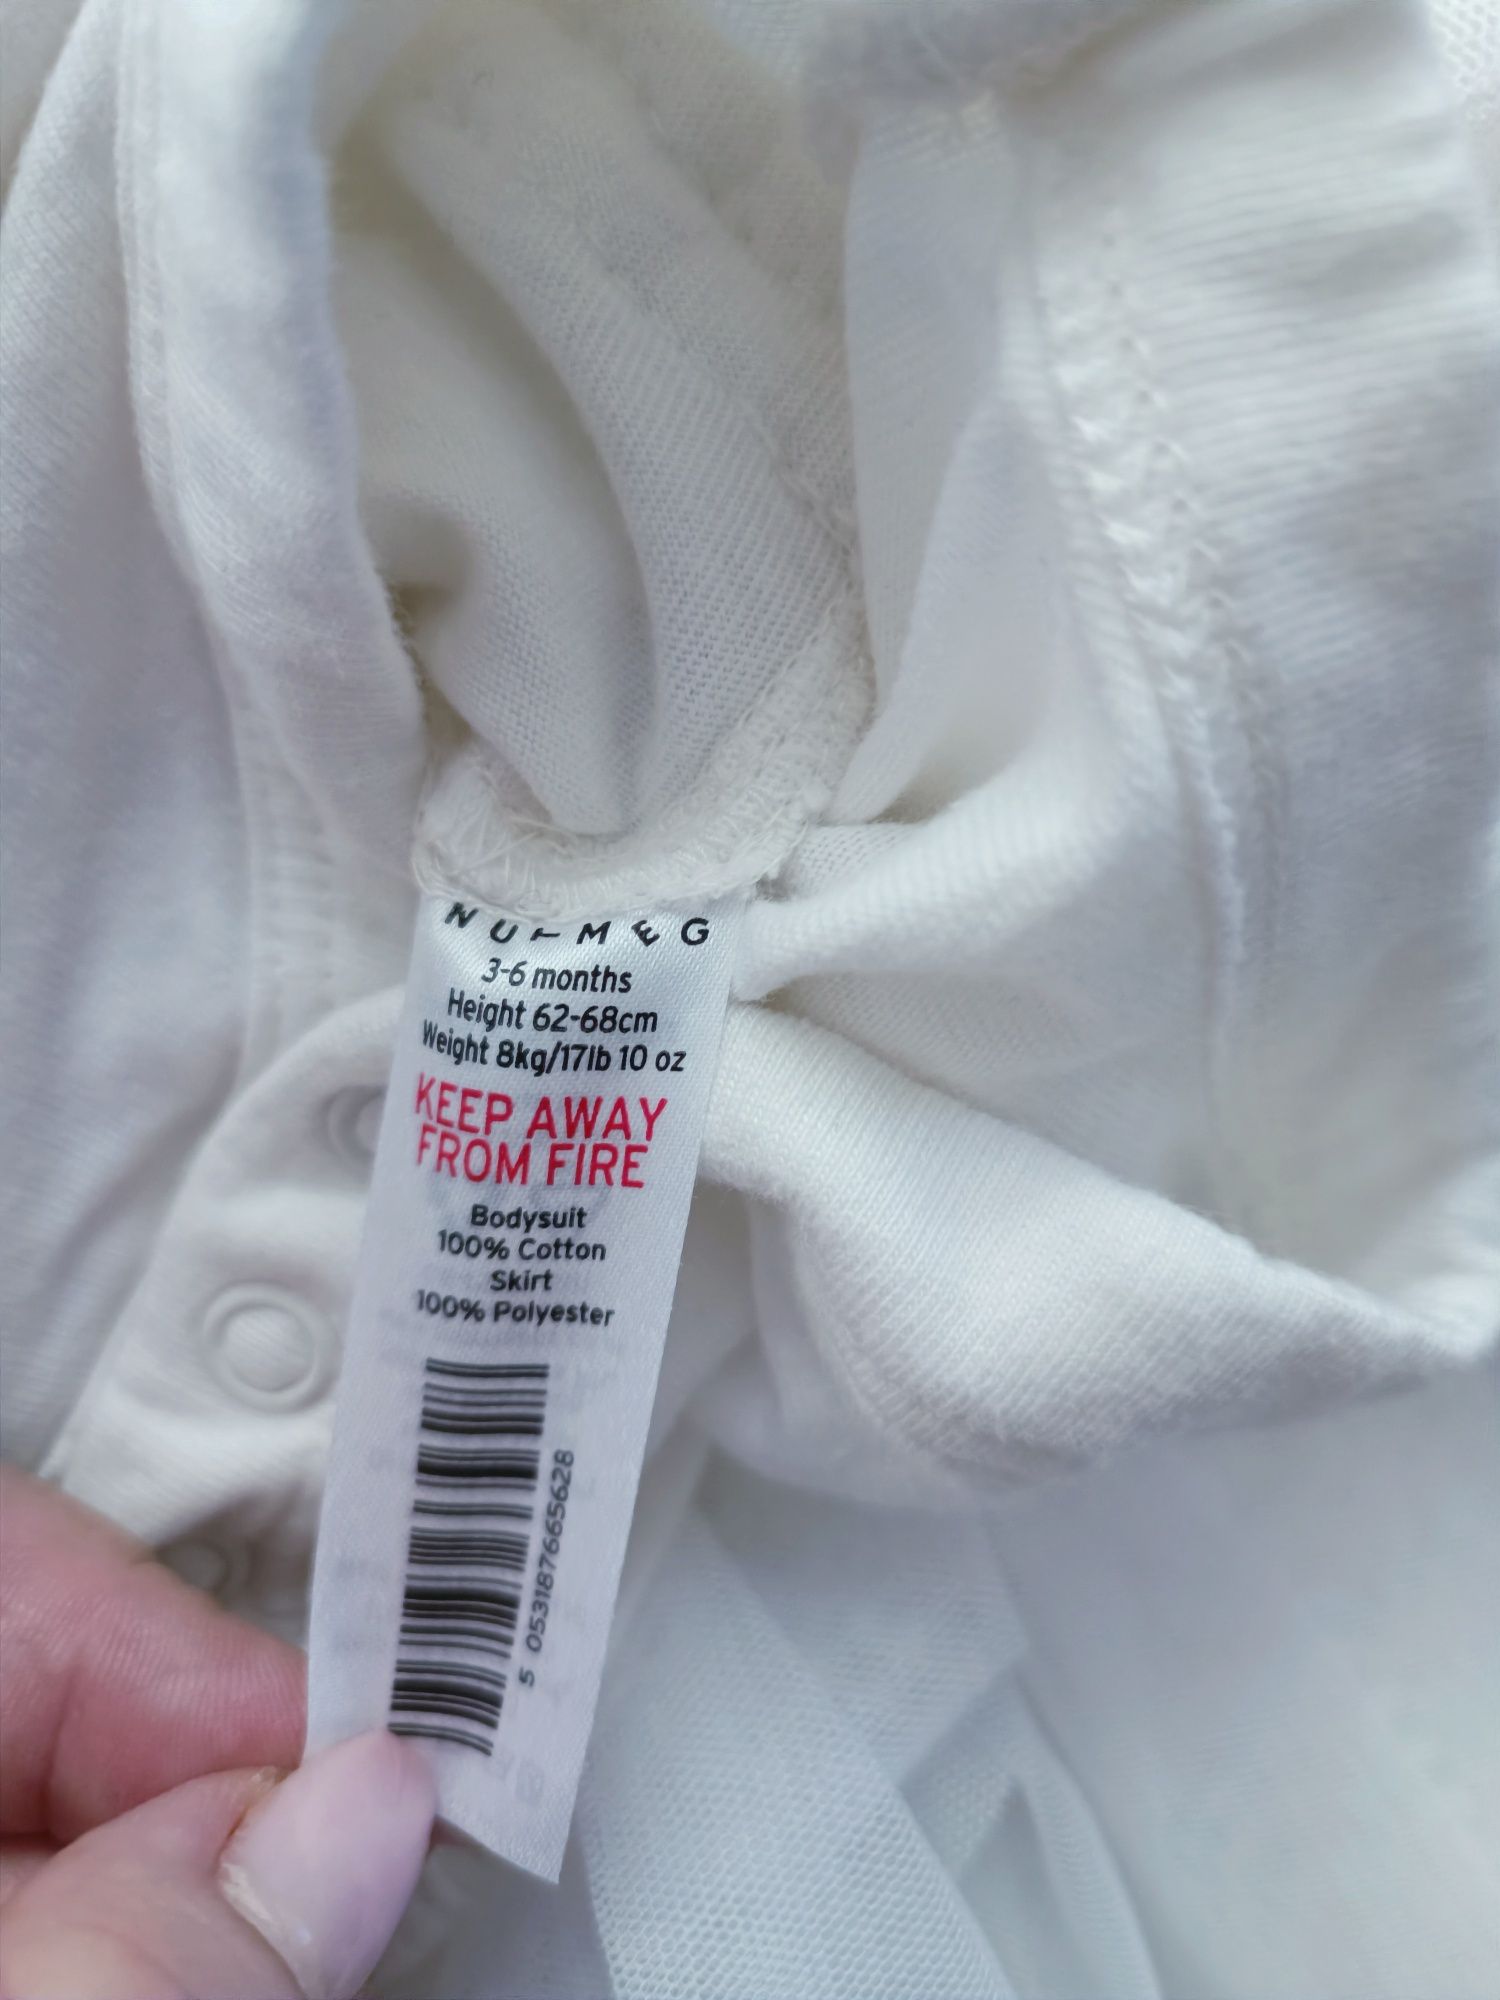 NUTMEG
3-6 months
Height 62-68cm
Weight 8kg/17lb 10 oz
KEEP AWAY
FROM FIRE
Bodysuit
100% Cotton
Skirt
100% Polyester
5 053187665628